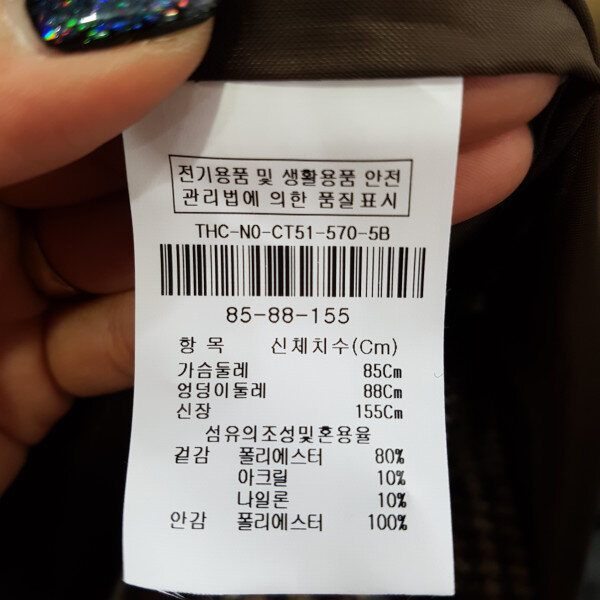 전기용품 및 생활용품 안전
관리법에 의한 품질표시
THC-N0-CT51-570-5B
85-88-155
항 목 신체치수(Cm)
가슴둘레 85Cm
엉덩이둘레 88Cm
신장 155Cm
섬유의조성및혼용율
겉감 폴리에스터 80%
아크릴 10%
나일론 10%
안감 폴리에스터 100%